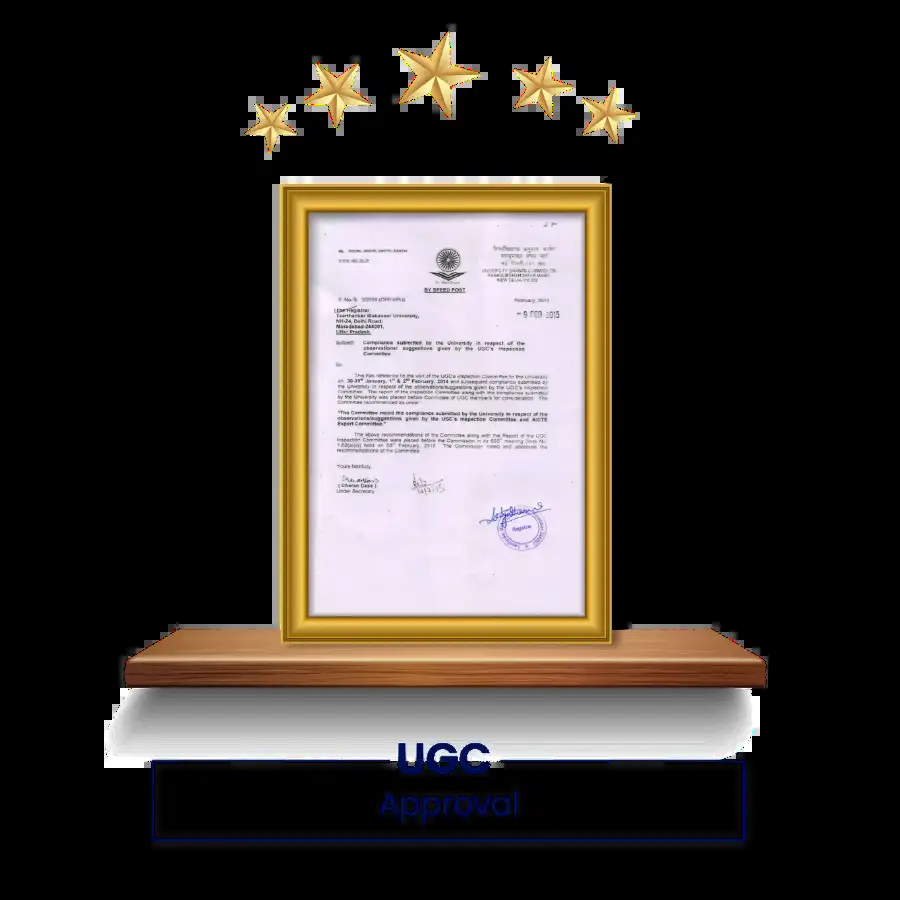 विश्वविद्यालय अनुदान आयोग
बहादुरशाह ज़फ़र मार्ग
UNIVERSITY GRANTS COMMISSION
BAHADURSHAH ZAFAR MARG
NEW DELHI-110 002
BY SPEED POST
February, 2015
- 9 FEB 2015
The Registrar
Teerthanker Mahaveer University,
NH-24, Delhi Road,
Moradabad-244001,
Uttar Pradesh.
Subject: Compliance submitted by the University in respect of the
observations/ suggestions given by the UGC's Inspection
Committee
Sir,
This has reference to the visit of the UGC's Inspection Committee to the University
on 30-31st January, 1st & 2nd February, 2014 and subsequent compliance submitted by
the University in respect of the observations/suggestions given by the UGC's Inspection
Committee. The report of the Inspection Committee along with the compliance submitted
by the University was placed before Committee of UGC members for consideration. The
Committee recommended as under:
"The Committee noted the compliance submitted by the University in respect of the
observations/suggestions given by the UGC's Inspection Committee and AICTE
Expert Committee."
The above recommendations of the Committee along with the Report of the UGC
Inspection Committee were placed before the Commission in its meeting
held on February, 2015. The Commission noted and approved the
recommendations of the Committee.
Yours faithfully,
(Charan Dass)
Under Secretary
Registrar
UGC
Approval